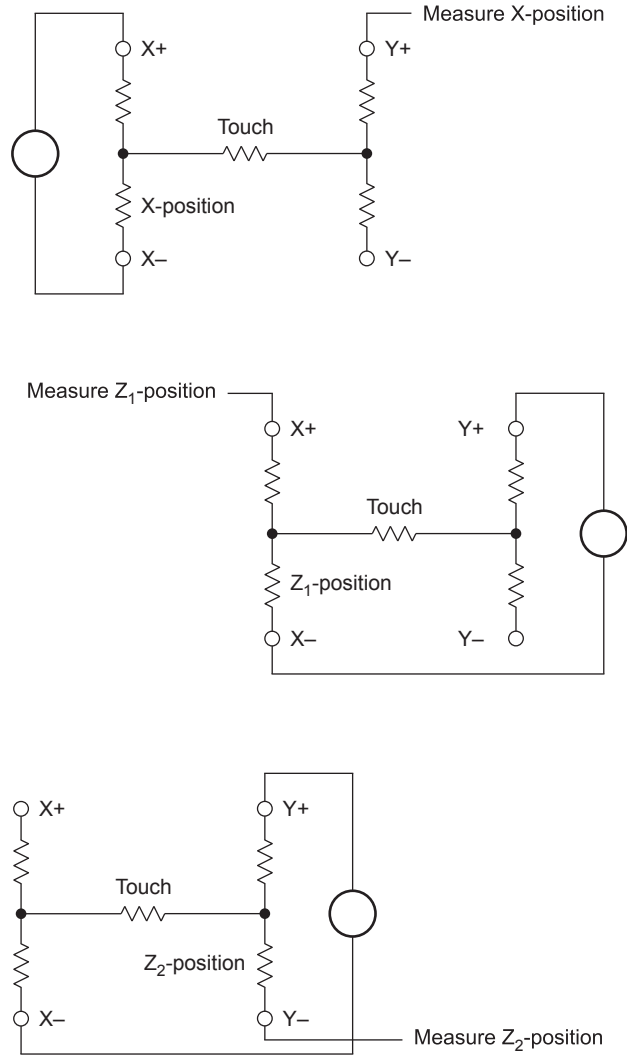 Measure X-position
X+
Y+
Touch
X-position
X–
Y–
Measure Z₁-position
X+
Y+
Touch
Z₁-position
X–
Y–
X+
Y+
Touch
Z₂-position
X–
Y–
Measure Z₂-position